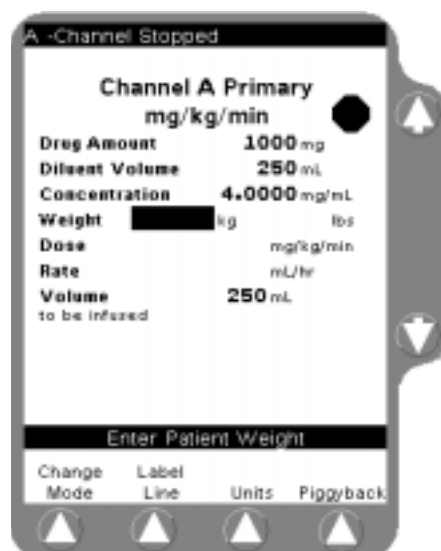 A -Channel Stopped
Channel A Primary
mg/kg/min
Drug Amount 1000 mg
Diluent Volume 250 mL
Concentration 4.0000 mg/mL
Weight kg lbs
Dose mg/kg/min
Rate mL/hr
Volume 250 mL
to be infused
Enter Patient Weight
Change Label
Mode Line Units Piggyback